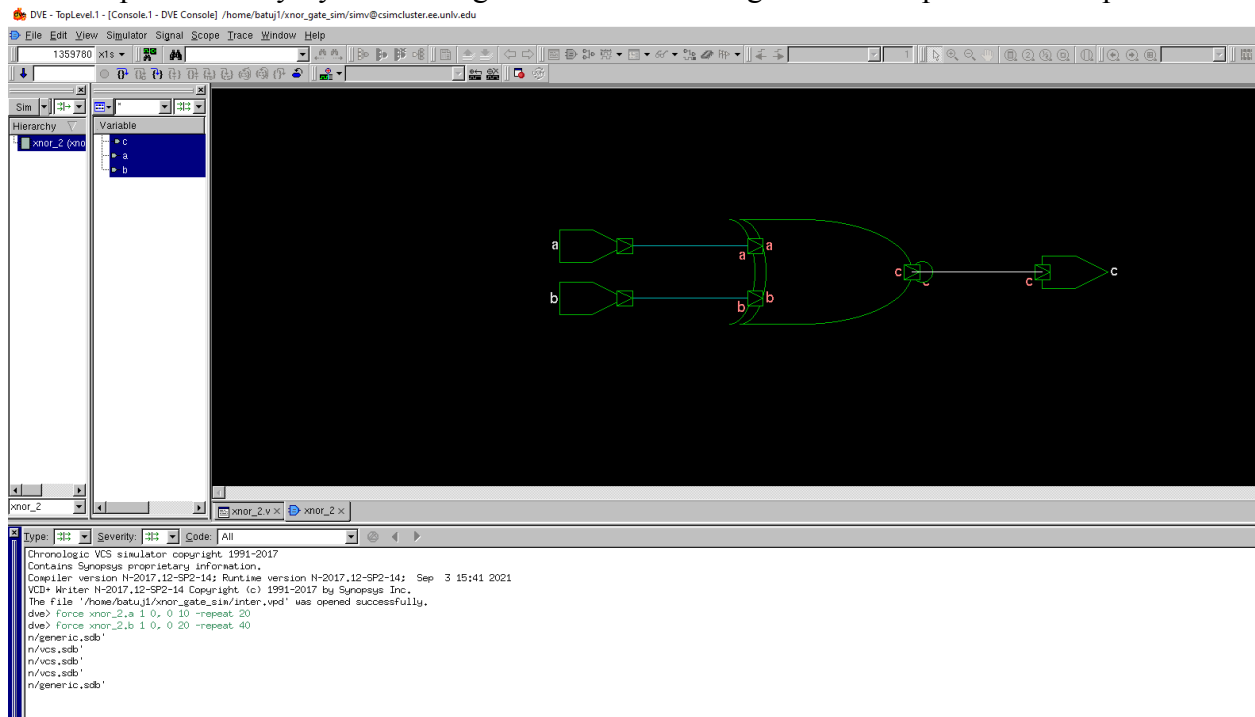 DVE - TopLevel.1 - [Console.1 - DVE Console] /home/batuj1/xnor_gate_sim/simv@csimcluster.ee.unlv.edu
File Edit View Simulator Signal Scope Trace Window Help
1359780 x1s
1
Sim
Hierarchy
Variable
xnor_2 (xno
c
a
b
a
a
a
b
b
b
c
c
c
xnor_2
xnor_2.v
xnor_2
Type: Severity: Code: All
Chronologic VCS simulator copyright 1991-2017
Contains Synopsys proprietary information.
Compiler version N-2017.12-SP2-14; Runtime version N-2017.12-SP2-14; Sep 3 15:41 2021
VCD+ Writer N-2017.12-SP2-14 Copyright (c) 1991-2017 by Synopsys Inc.
The file '/home/batuj1/xnor_gate_sim/inter.vpd' was opened successfully.
dve> force xnor_2.a 1 0, 0 10 -repeat 20
dve> force xnor_2.b 1 0, 0 20 -repeat 40
n/generic.sdb'
n/vcs.sdb'
n/vcs.sdb'
n/vcs.sdb'
n/generic.sdb'